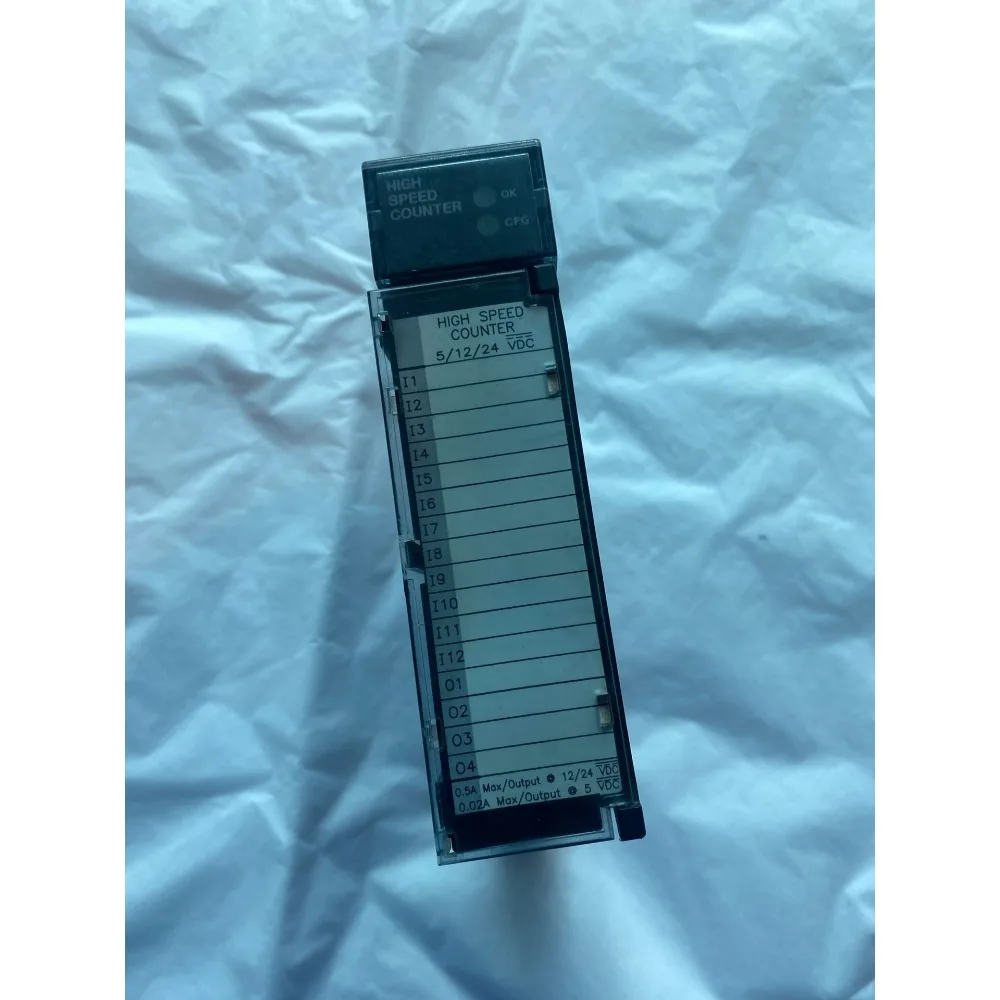 HIGH
SPEED
COUNTER
OK
CFG
HIGH SPEED
COUNTER
5/12/24 VDC
I1
I2
I3
I4
I5
I6
I7
I8
I9
I10
I11
I12
O1
O2
O3
O4
0.5A Max/Output @ 12/24 VDC
0.02A Max/Output @ 5 VDC